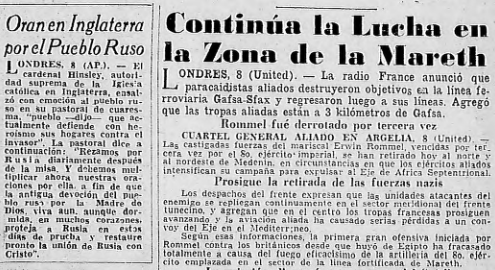 Oran en Inglaterra
por el Pueblo Ruso
LONDRES, 8 (AP.). — El
cardenal Hinsley, autori-
dad suprema de la Iglesia
católica en Inglaterra, ensal-
zó con emoción al pueblo ru-
so en su pastoral de cuares-
ma, "pueblo —dijo— que ac-
tualmente defiende con he-
roísmo sus hogares contra el
invasor". La pastoral dice a
continuación: "Rezamos por
Rusia diariamente después
de la misa. Y debemos mul-
tiplicar ahora nuestras ora-
ciones por ella, a fin de que
la antigua devoción del pue-
blo ruso por la Madre de
Dios, viva aun, aunque dor-
mida, en muchos corazones,
proteja a Rusia en estos
días de prueba y restaure
pronto la unión de Rusia con
Cristo".
Continúa la Lucha en
la Zona de la Mareth
LONDRES, 8 (United). — La radio France anunció que
paracaidistas aliados destruyeron objetivos en la línea fe-
rroviaria Gafsa-Sfax y regresaron luego a sus líneas. Agregó
que las tropas aliadas están a 3 kilómetros de Gafsa.
Rommel fué derrotado por tercera vez
CUARTEL GENERAL ALIADO EN ARGELIA, 8 (United). —
Las castigadas fuerzas del mariscal Erwin Rommel, vencidas por ter-
cera vez por el 8o. ejército imperial, se han retirado hoy al norte y
al nordeste de Medenin, en circunstancias en que los ejércitos aliados
intensifican su campaña para expulsar al Eje de Africa Septentrional.
Prosigue la retirada de las fuerzas nazis
Los despachos del frente expresan que las unidades atacantes del
enemigo se repliegan continuamente en el sector meridional del frente
tunecino, y agregan que en el centro las tropas francesas prosiguen
avanzando y la aviación aliada ha causado serias pérdidas a un con-
voy del Eje en el Mediterráneo.
Según esas informaciones, la primera gran ofensiva iniciada por
Rommel contra los británicos desde que huyó de Egipto ha fracasado
totalmente a causa del fuego eficacísimo de la artillería del 8o. ejér-
cito emplazada en el sector de la línea fortificada de Mareth.